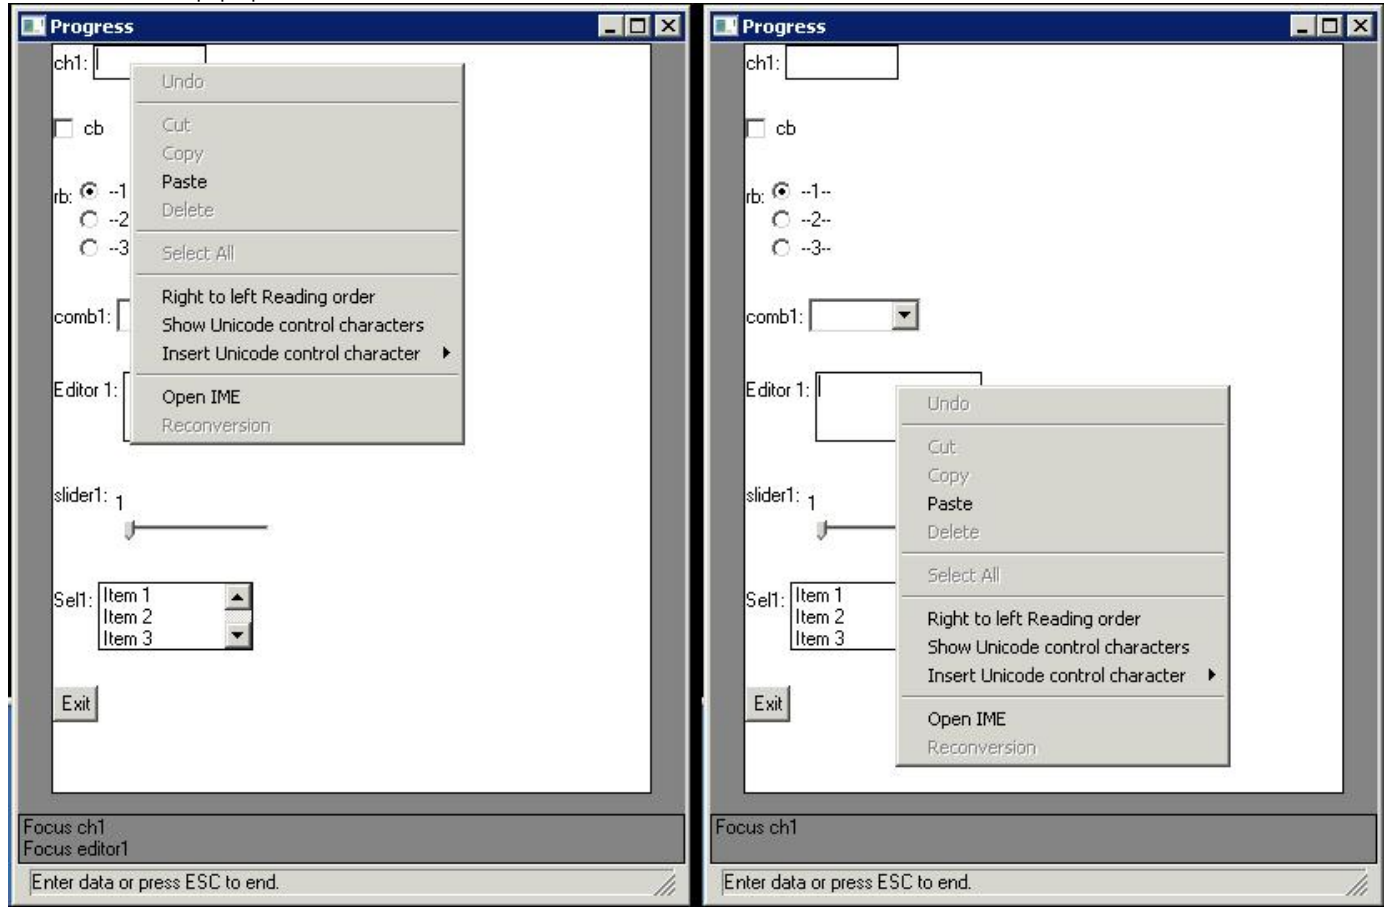 Progress
ch1:
Undo
cb
Cut
Copy
rb:
--1
Paste
--2
Delete
--3
Select All
Right to left Reading order
comb1:
Show Unicode control characters
Insert Unicode control character
Editor 1:
Open IME
Reconversion
slider1: 1
Sel1:
Item 1
Item 2
Item 3
Exit
Focus ch1
Focus editor1
Enter data or press ESC to end.
Progress
ch1:
cb
rb:
--1--
--2--
--3--
comb1:
Editor 1:
Undo
Cut
Copy
slider1: 1
Paste
Delete
Select All
Sel1:
Item 1
Item 2
Item 3
Right to left Reading order
Show Unicode control characters
Insert Unicode control character
Exit
Open IME
Reconversion
Focus ch1
Enter data or press ESC to end.